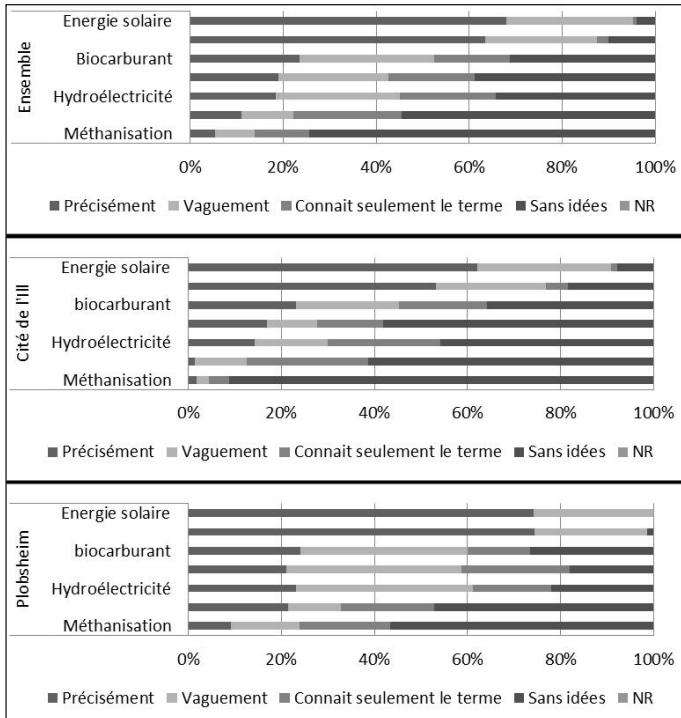 Ensemble
Energie solaire
Biocarburant
Hydroélectricité
Méthanisation
0% 20% 40% 60% 80% 100%
Précisément Vaguement Connait seulement le terme Sans idées NR
Cité de l'Ill
Energie solaire
biocarburant
Hydroélectricité
Méthanisation
0% 20% 40% 60% 80% 100%
Précisément Vaguement Connait seulement le terme Sans idées NR
Plobsheim
Energie solaire
biocarburant
Hydroélectricité
Méthanisation
0% 20% 40% 60% 80% 100%
Précisément Vaguement Connait seulement le terme Sans idées NR